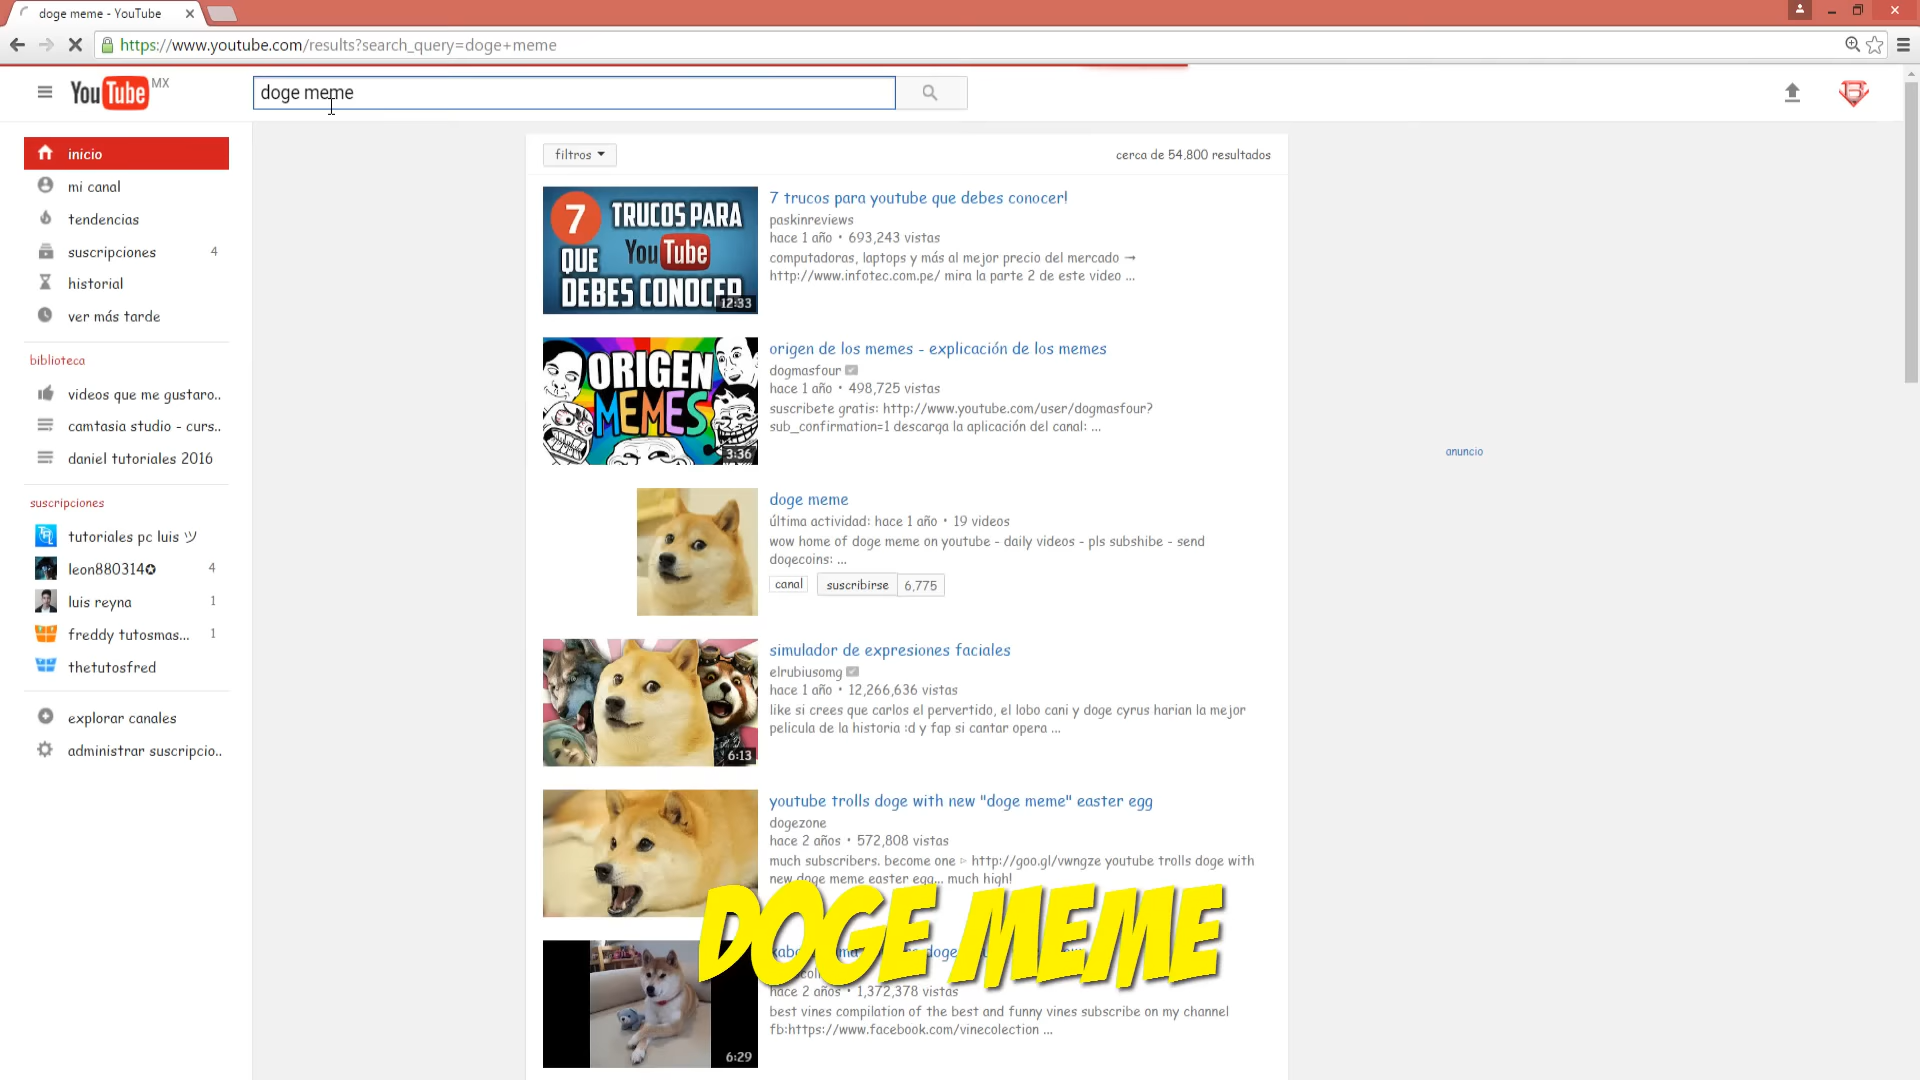 doge meme - YouTube
https://www.youtube.com/results?search_query=doge+meme
YouTube MX
doge meme
inicio
mi canal
tendencias
suscripciones 4
historial
ver más tarde
biblioteca
videos que me gustaro..
camtasia studio - curs..
daniel tutoriales 2016
suscripciones
tutoriales pc luis ツ
leon880314✪ 4
luis reyna 1
freddy tutosmas... 1
thetutosfred
explorar canales
administrar suscripcio..
filtros
cerca de 54,800 resultados
7 TRUCOS PARA
YouTube
QUE
DEBES CONOCER
12:33
7 trucos para youtube que debes conocer!
paskinreviews
hace 1 año • 693,243 vistas
computadoras, laptops y más al mejor precio del mercado →
http://www.infotec.com.pe/ mira la parte 2 de este video ...
ORIGEN
MEMES
3:36
origen de los memes - explicación de los memes
dogmasfour
hace 1 año • 498,725 vistas
suscribete gratis: http://www.youtube.com/user/dogmasfour?
sub_confirmation=1 descarga la aplicación del canal: ...
anuncio
doge meme
última actividad: hace 1 año • 19 videos
wow home of doge meme on youtube - daily videos - pls subshibe - send
dogecoins: ...
canal suscribirse 6,775
6:13
simulador de expresiones faciales
elrubiusomg
hace 1 año • 12,266,636 vistas
like si crees que carlos el pervertido, el lobo cani y doge cyrus harian la mejor
pelicula de la historia :d y fap si cantar opera ...
youtube trolls doge with new "doge meme" easter egg
dogezone
hace 2 años • 572,808 vistas
much subscribers. become one ▹ http://goo.gl/vwngze youtube trolls doge with
new doge meme easter egg... much high!
DOGE MEME
6:29
hace 2 años • 1,372,378 vistas
best vines compilation of the best and funny vines subscribe on my channel
fb:https://www.facebook.com/vinecolection ...